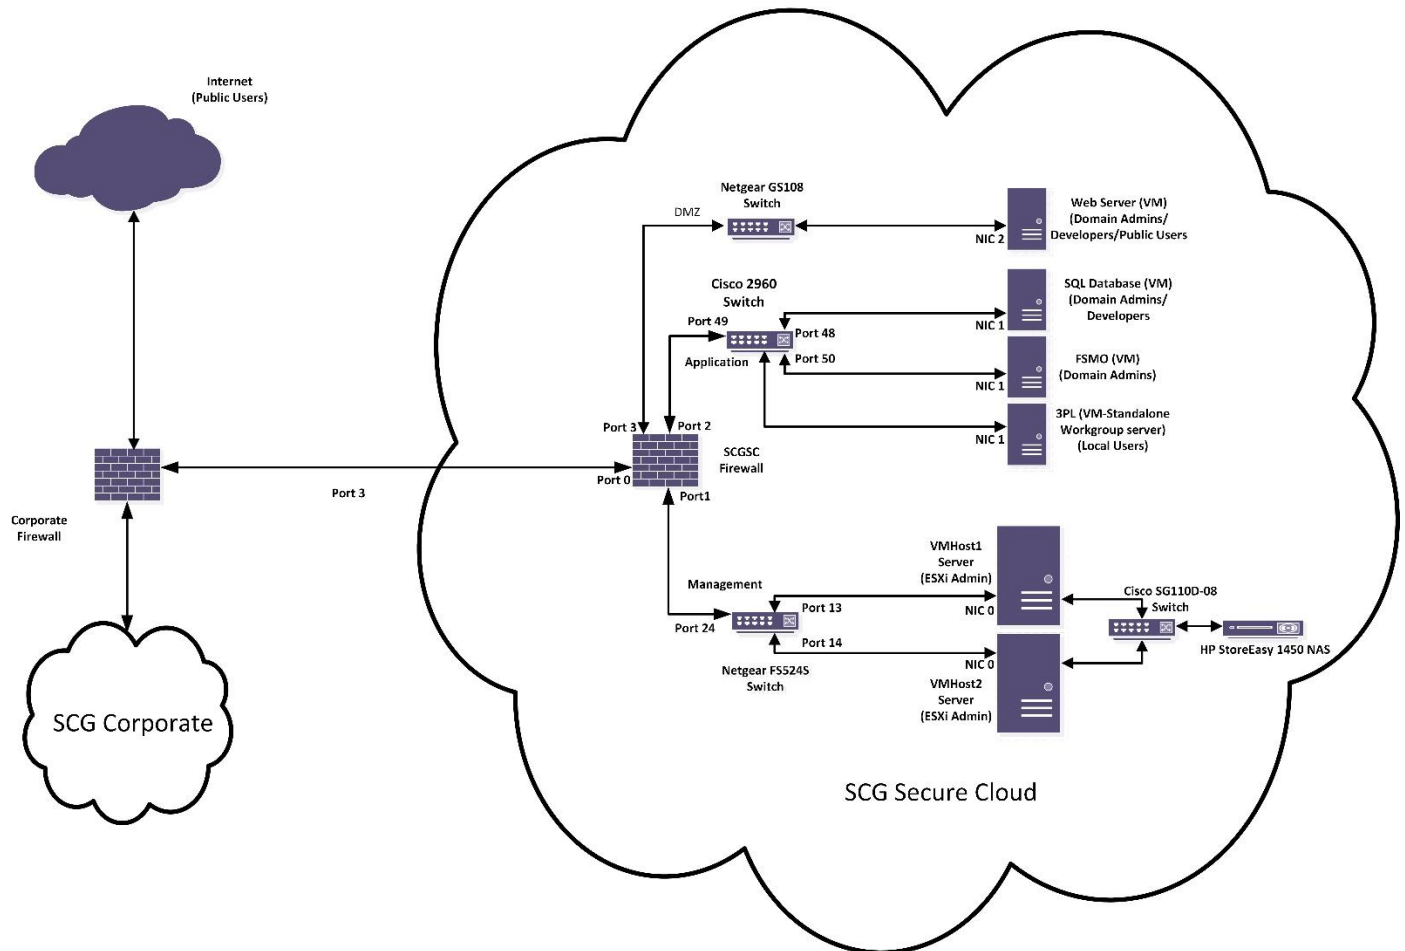 Internet
(Public Users)
Netgear GS108
Switch
DMZ
NIC 2
Web Server (VM)
(Domain Admins/
Developers/Public Users
Cisco 2960
Switch
Port 49
Port 48
Port 50
Application
NIC 1
SQL Database (VM)
(Domain Admins/
Developers
NIC 1
FSMO (VM)
(Domain Admins)
NIC 1
3PL (VM-Standalone
Workgroup server)
(Local Users)
Port 3
Port 2
SCGSC
Firewall
Port 0
Port1
Port 3
Corporate
Firewall
Management
Port 24
Port 13
Port 14
Netgear FS524S
Switch
VMHost1
Server
(ESXi Admin)
NIC 0
NIC 0
VMHost2
Server
(ESXi Admin)
Cisco SG110D-08
Switch
HP StoreEasy 1450 NAS
SCG Corporate
SCG Secure Cloud